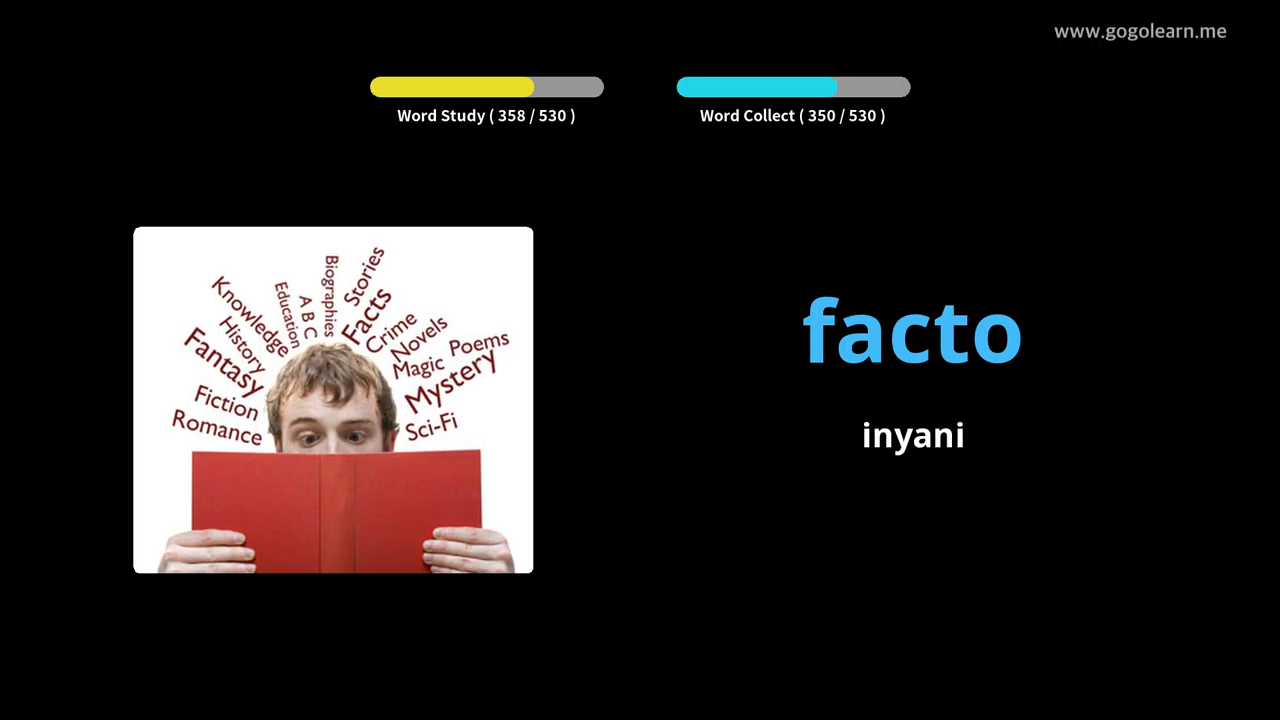 www.gogolearn.me
Word Study ( 358 / 530 )
Word Collect ( 350 / 530 )
Stories
Biographies
Facts
Education
A B C
Knowledge
Crime
Novels
History
Poems
Fantasy
Magic
Mystery
Fiction
Romance
Sci-Fi
facto
inyani